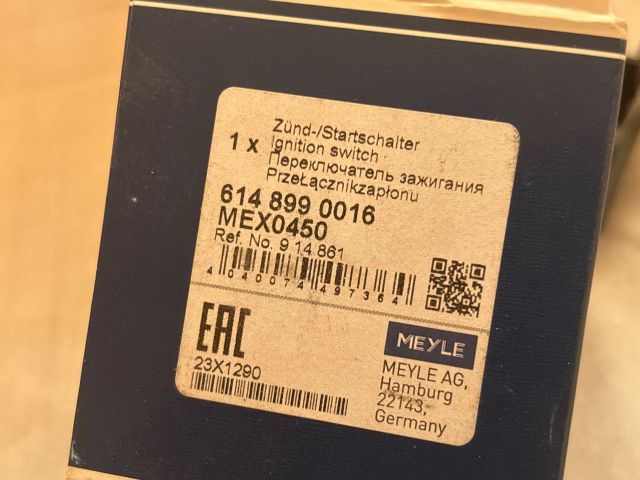 1 x
Zünd-/Startschalter
Ignition switch
Переключатель зажигания
PrzeŁącznikzapłonu
614 899 0016
MEX0450
Ref. No. 9 14 861
4 040074 497364
EAC
23X1290
MEYLE
MEYLE AG,
Hamburg
22143,
Germany